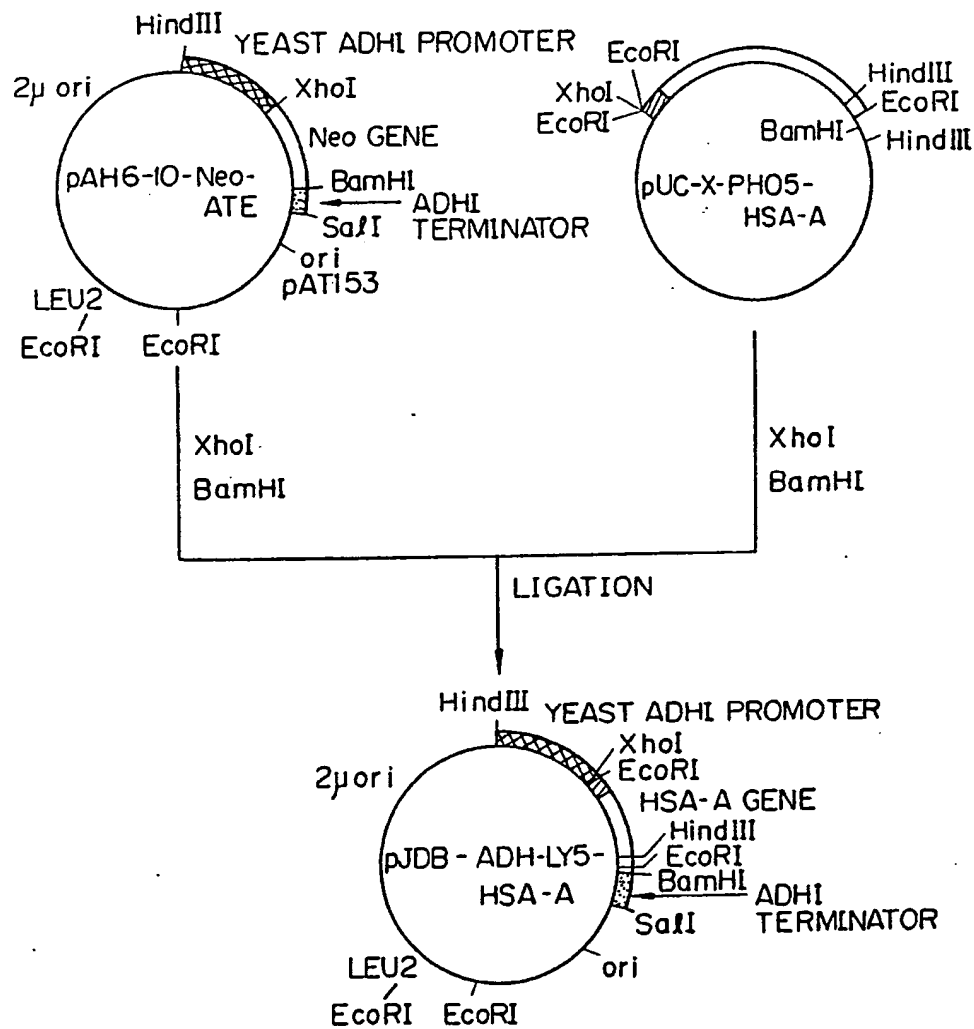 HindIII
YEAST ADHI PROMOTER
2µ ori
XhoI
Neo GENE
pAH6-10-Neo-
ATE
BamHI
ADHI
TERMINATOR
SalI
ori
pAT153
LEU2
EcoRI
EcoRI
EcoRI
XhoI
EcoRI
HindIII
EcoRI
BamHI
HindIII
pUC-X-PHO5-
HSA-A
XhoI
BamHI
XhoI
BamHI
LIGATION
HindIII
YEAST ADHI PROMOTER
XhoI
EcoRI
2µ ori
HSA-A GENE
HindIII
EcoRI
BamHI
pJDB-ADH-LY5-
HSA-A
ADHI
TERMINATOR
SalI
ori
LEU2
EcoRI
EcoRI